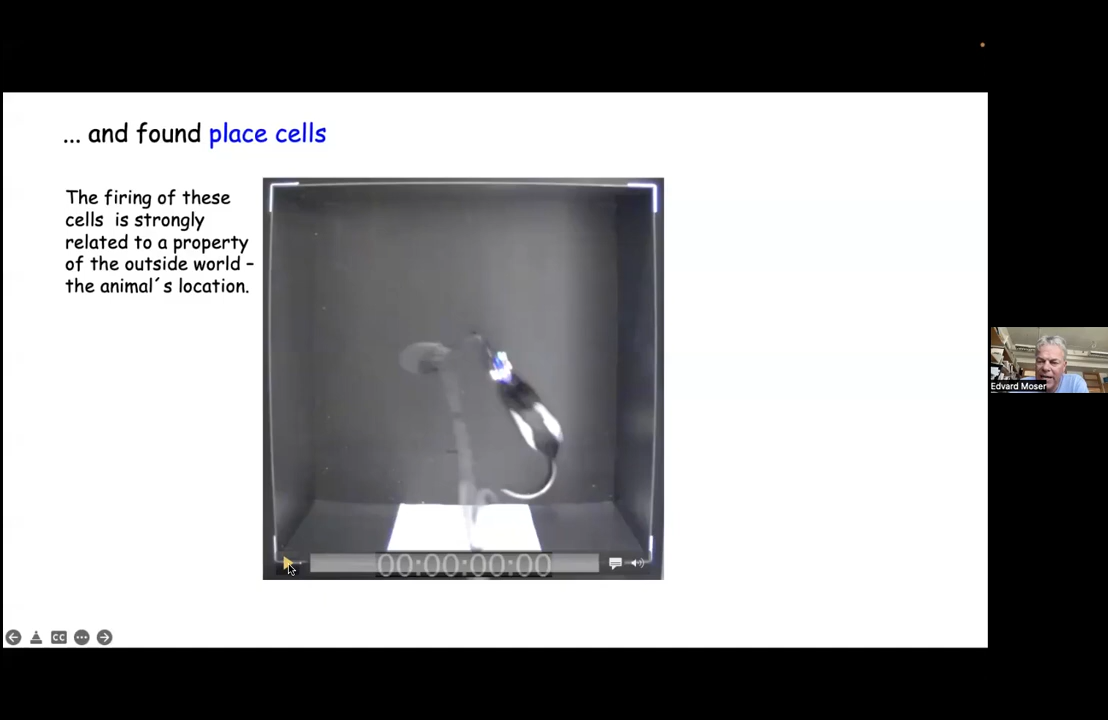 ... and found place cells
The firing of these
cells is strongly
related to a property
of the outside world –
the animal´s location.
00:00:00:00
Edvard Moser
CC